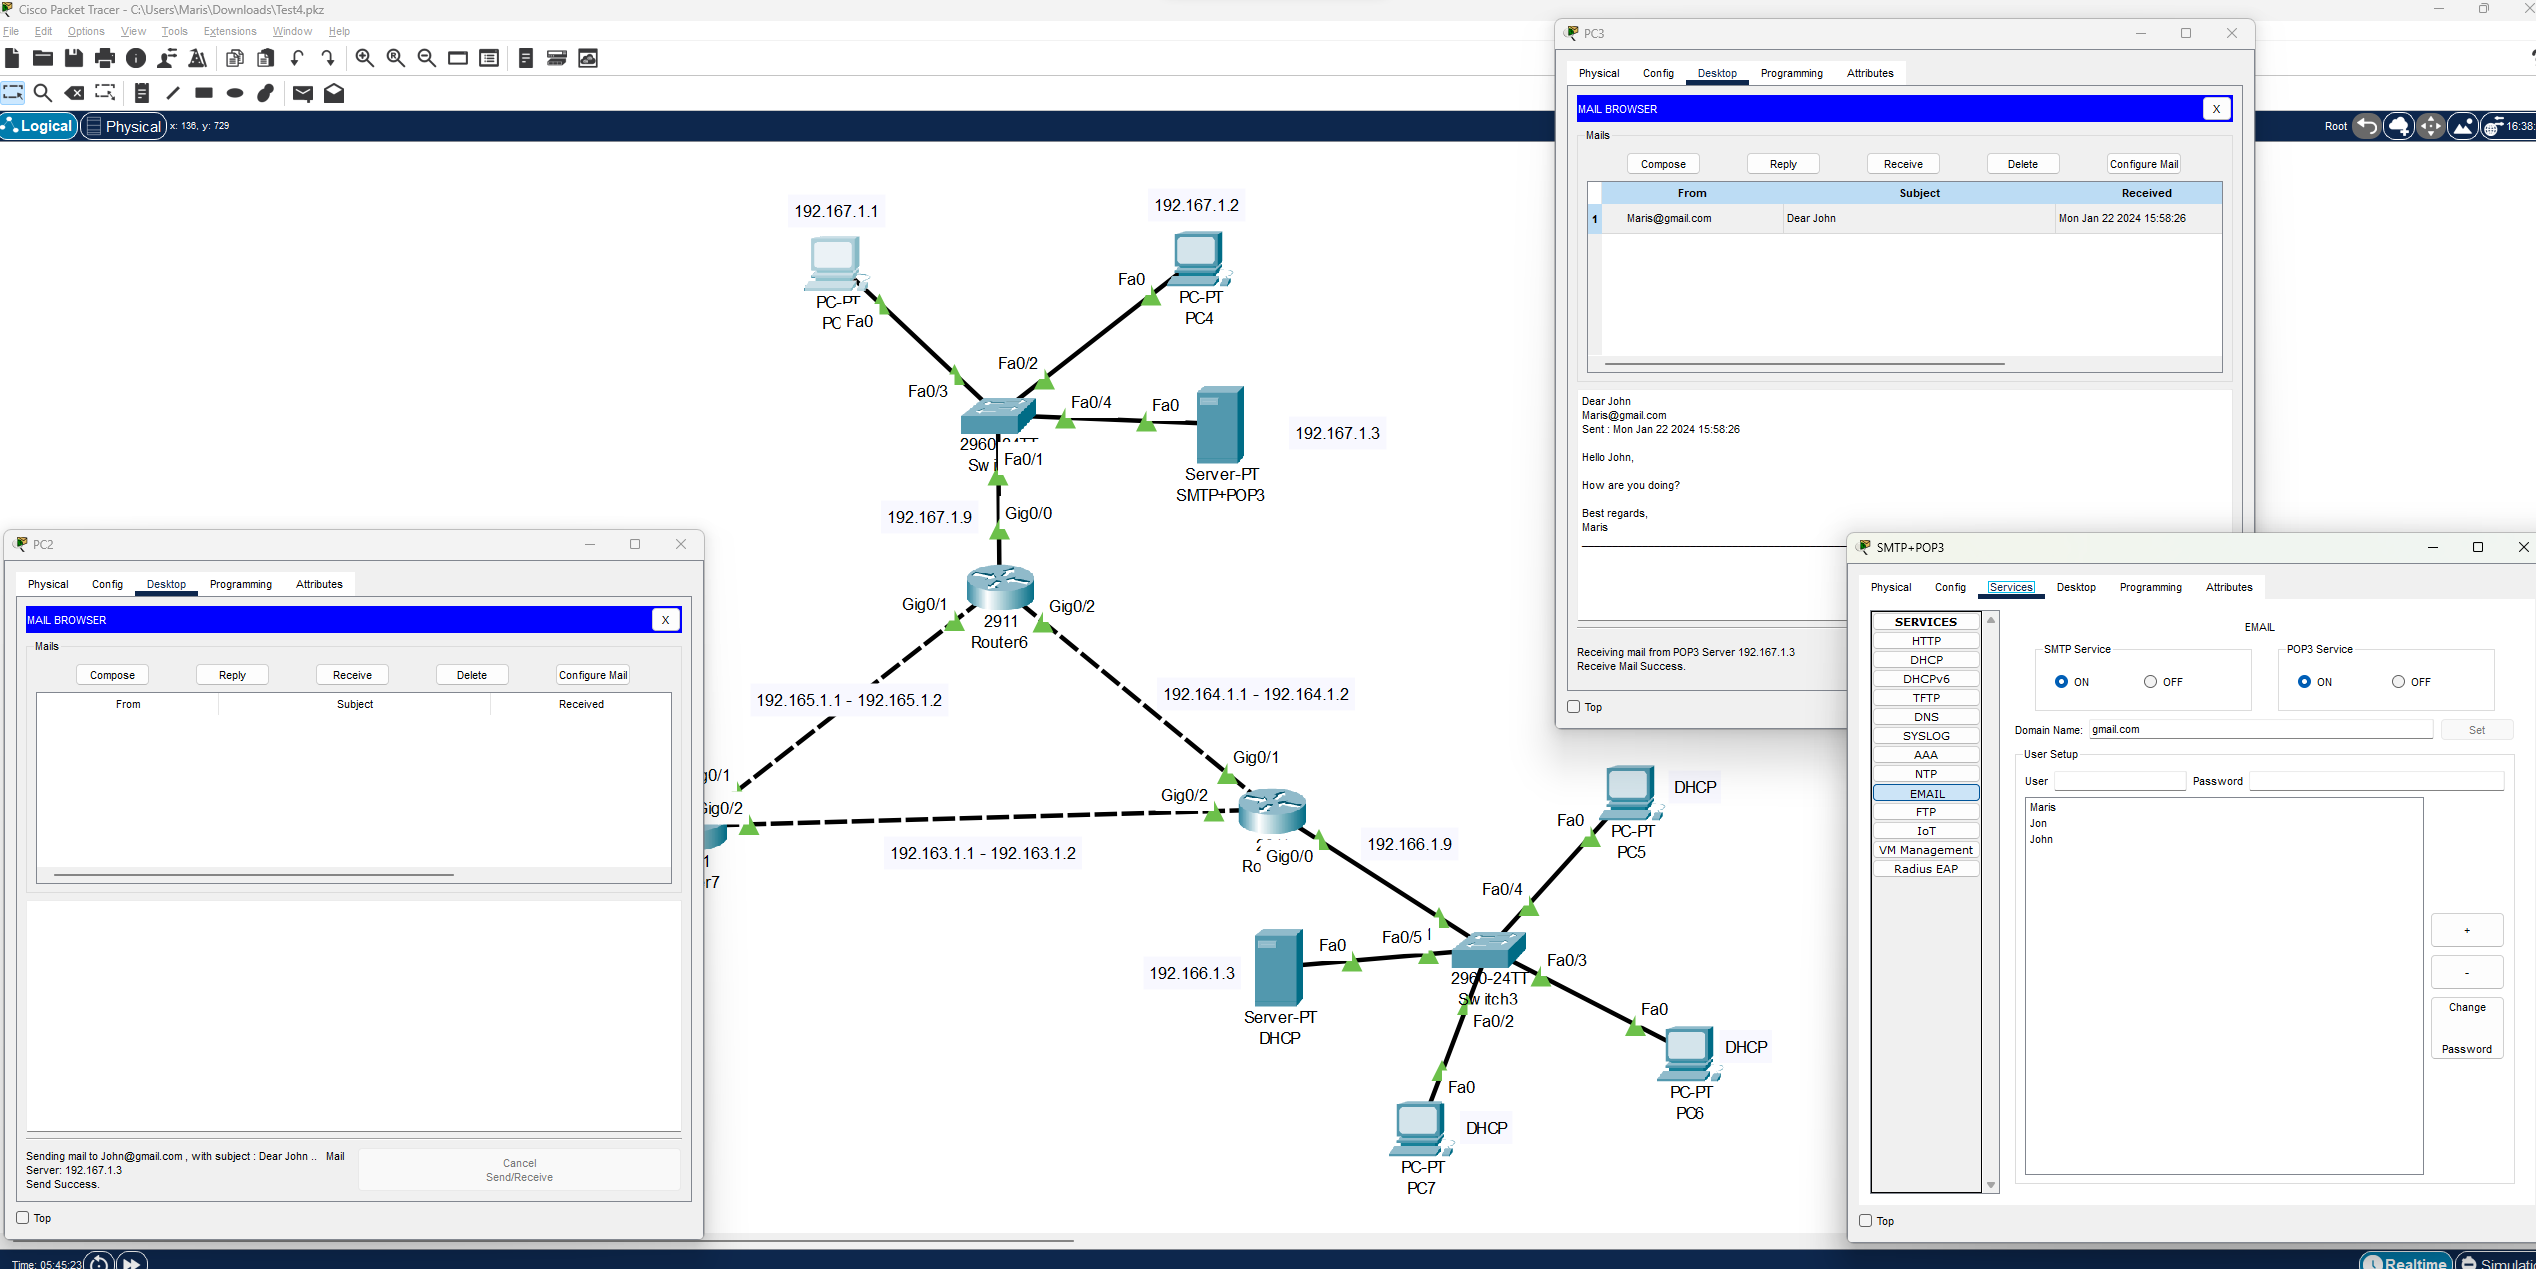 Cisco Packet Tracer - C:\Users\Maris\Downloads\Test4.pkz
File Edit Options View Tools Extensions Window Help
Logical Physical x: 136, y: 729
Root 16:38:
192.167.1.1
192.167.1.2
PC-PT
PC Fa0
Fa0
PC-PT
PC4
Fa0/2
Fa0/3
Fa0/4
Fa0
192.167.1.3
Fa0/1
Server-PT
SMTP+POP3
192.167.1.9
Gig0/0
Gig0/1
Gig0/2
2911
Router6
192.165.1.1 - 192.165.1.2
192.164.1.1 - 192.164.1.2
Gig0/1
Gig0/2
192.163.1.1 - 192.163.1.2
Gig0/0
192.166.1.9
DHCP
Fa0
PC-PT
PC5
Fa0/4
Fa0/5
192.166.1.3
Fa0
Fa0/3
2960-24TT
Switch3
Fa0/2
Server-PT
DHCP
Fa0
DHCP
PC-PT
PC6
Fa0
DHCP
PC-PT
PC7
PC3
Physical Config Desktop Programming Attributes
MAIL BROWSER X
Mails
Compose Reply Receive Delete Configure Mail
From Subject Received
1 Maris@gmail.com Dear John Mon Jan 22 2024 15:58:26
Dear John
Maris@gmail.com
Sent : Mon Jan 22 2024 15:58:26
Hello John,
How are you doing?
Best regards,
Maris
Receiving mail from POP3 Server 192.167.1.3
Receive Mail Success.
Top
PC2
Physical Config Desktop Programming Attributes
MAIL BROWSER X
Mails
Compose Reply Receive Delete Configure Mail
From Subject Received
Sending mail to John@gmail.com , with subject : Dear John .. Mail
Server: 192.167.1.3
Send Success.
Cancel
Send/Receive
Top
SMTP+POP3
Physical Config Services Desktop Programming Attributes
SERVICES
HTTP
DHCP
DHCPv6
TFTP
DNS
SYSLOG
AAA
NTP
EMAIL
FTP
IoT
VM Management
Radius EAP
EMAIL
SMTP Service
ON OFF
POP3 Service
ON OFF
Domain Name: gmail.com Set
User Setup
User Password
Maris
Jon
John
+
-
Change
Password
Top
Time: 05:45:23
Realtime